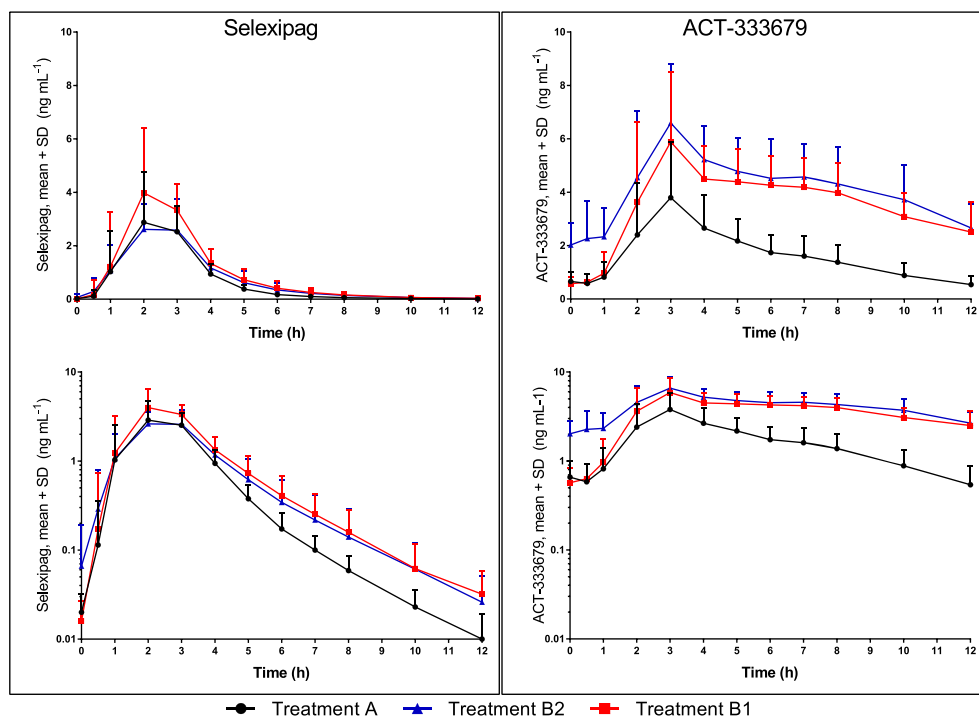 Selexipag
Selexipag, mean + SD (ng mL⁻¹)
10
8
6
4
2
0
0 1 2 3 4 5 6 7 8 9 10 11 12
Time (h)
ACT-333679
ACT-333679, mean + SD (ng mL⁻¹)
10
8
6
4
2
0
0 1 2 3 4 5 6 7 8 9 10 11 12
Time (h)
Selexipag, mean + SD (ng mL⁻¹)
10
1
0.1
0.01
0 1 2 3 4 5 6 7 8 9 10 11 12
Time (h)
ACT-333679, mean + SD (ng mL-1)
10
1
0.1
0.01
0 1 2 3 4 5 6 7 8 9 10 11 12
Time (h)
Treatment A Treatment B2 Treatment B1